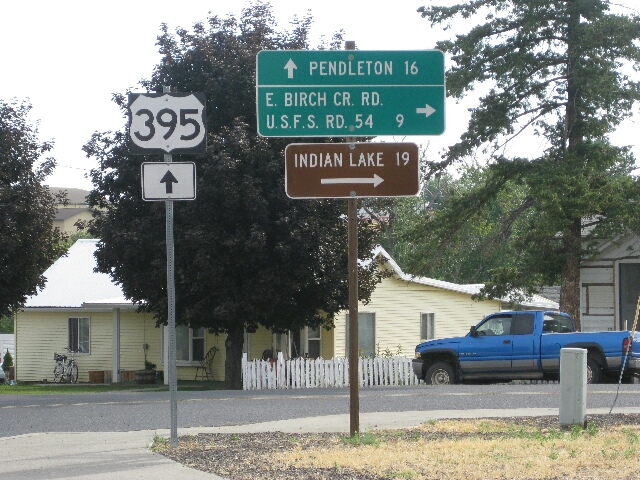 395
PENDLETON 16
E. BIRCH CR. RD.
U.S.F.S. RD. 54 9
INDIAN LAKE 19